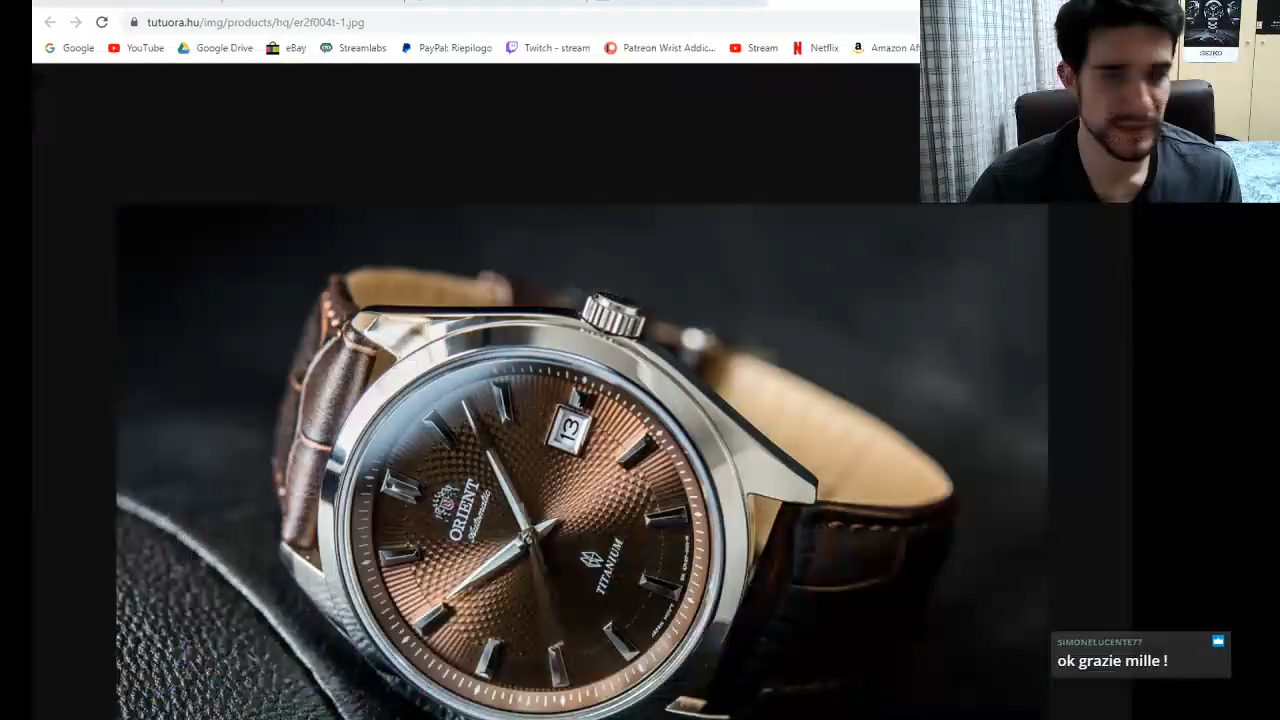 tutuora.hu/img/products/hq/er2f004t-1.jpg
Google YouTube Google Drive eBay Streamlabs PayPal: Riepilogo Twitch - stream Patreon Wrist Addic... Stream Netflix Amazon Af
SEIKO
13
ORIENT
Automatic
TITANIUM
SIMONELUCENTE77
ok grazie mille !